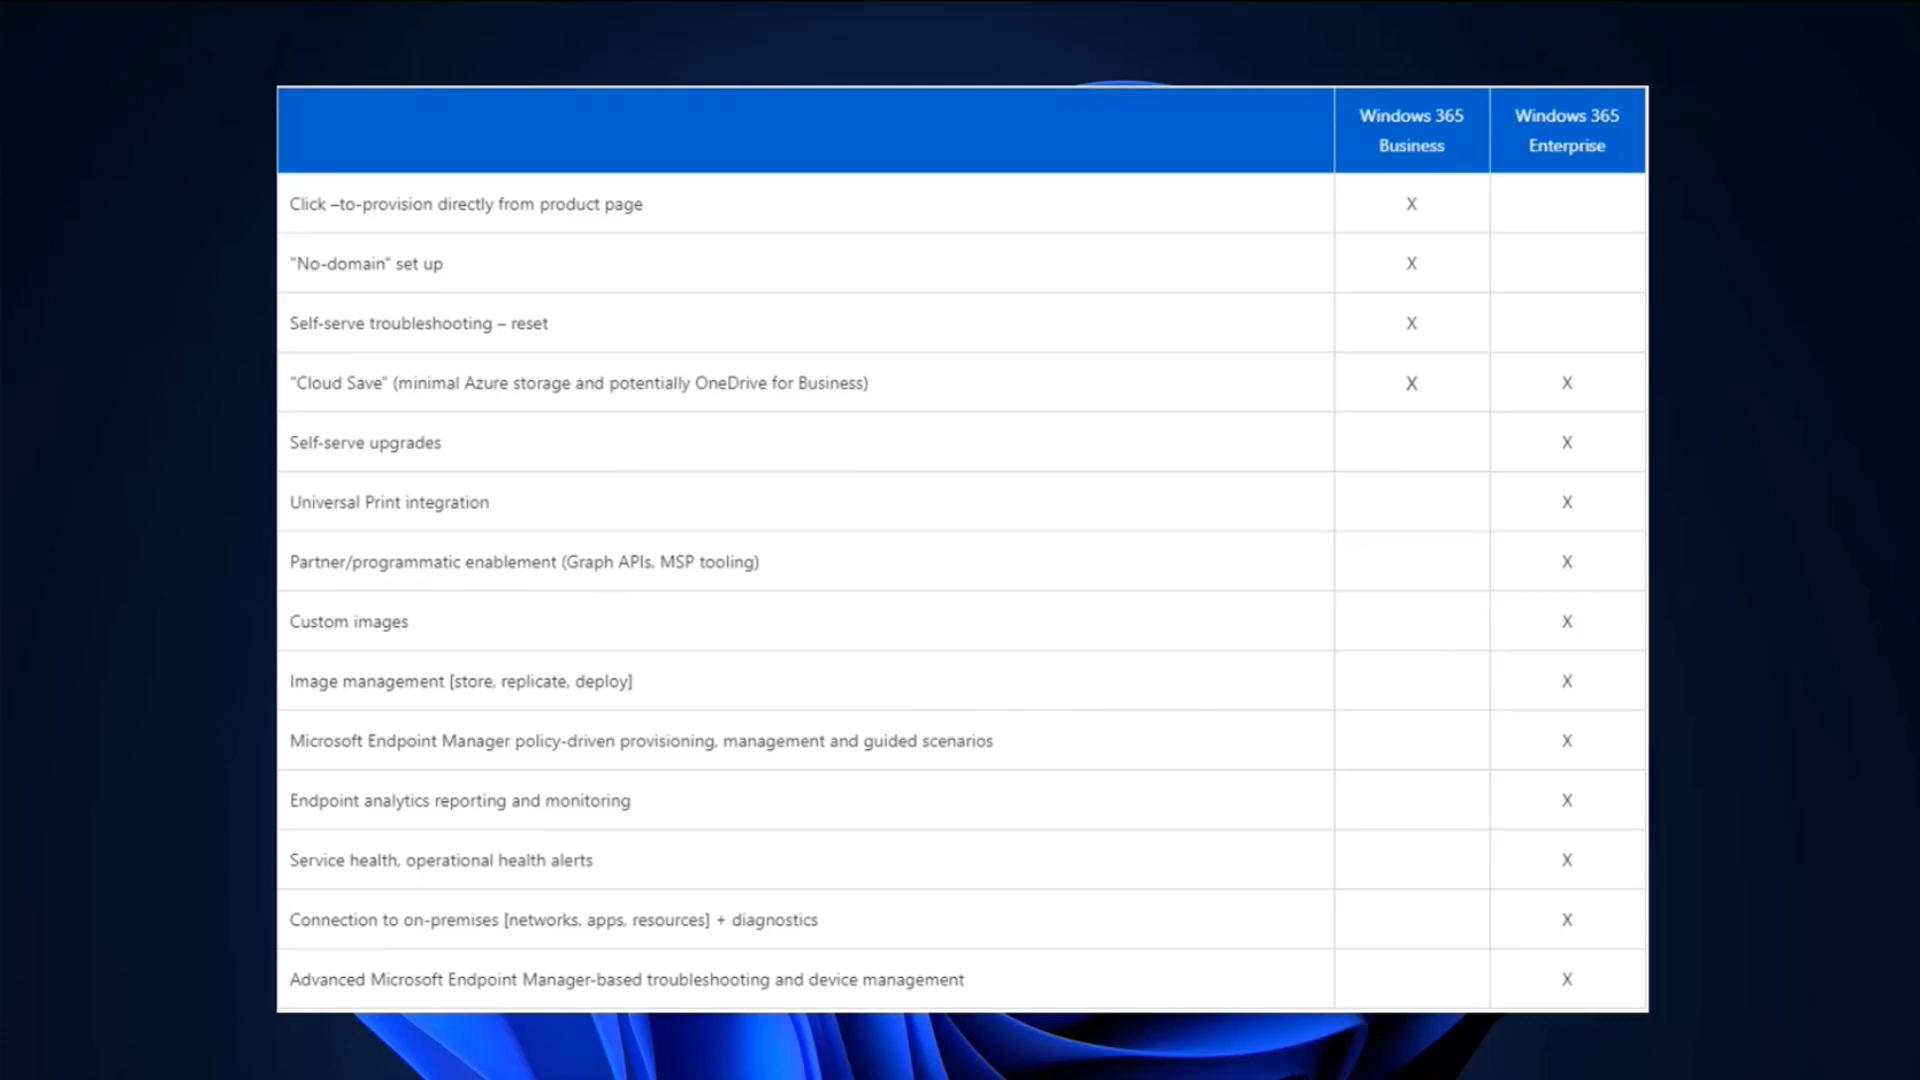 Windows 365
Business
Windows 365
Enterprise
Click –to-provision directly from product page X
"No-domain" set up X
Self-serve troubleshooting – reset X
"Cloud Save" (minimal Azure storage and potentially OneDrive for Business) X X
Self-serve upgrades X
Universal Print integration X
Partner/programmatic enablement (Graph APIs, MSP tooling) X
Custom images X
Image management [store, replicate, deploy] X
Microsoft Endpoint Manager policy-driven provisioning, management and guided scenarios X
Endpoint analytics reporting and monitoring X
Service health, operational health alerts X
Connection to on-premises [networks, apps, resources] + diagnostics X
Advanced Microsoft Endpoint Manager-based troubleshooting and device management X